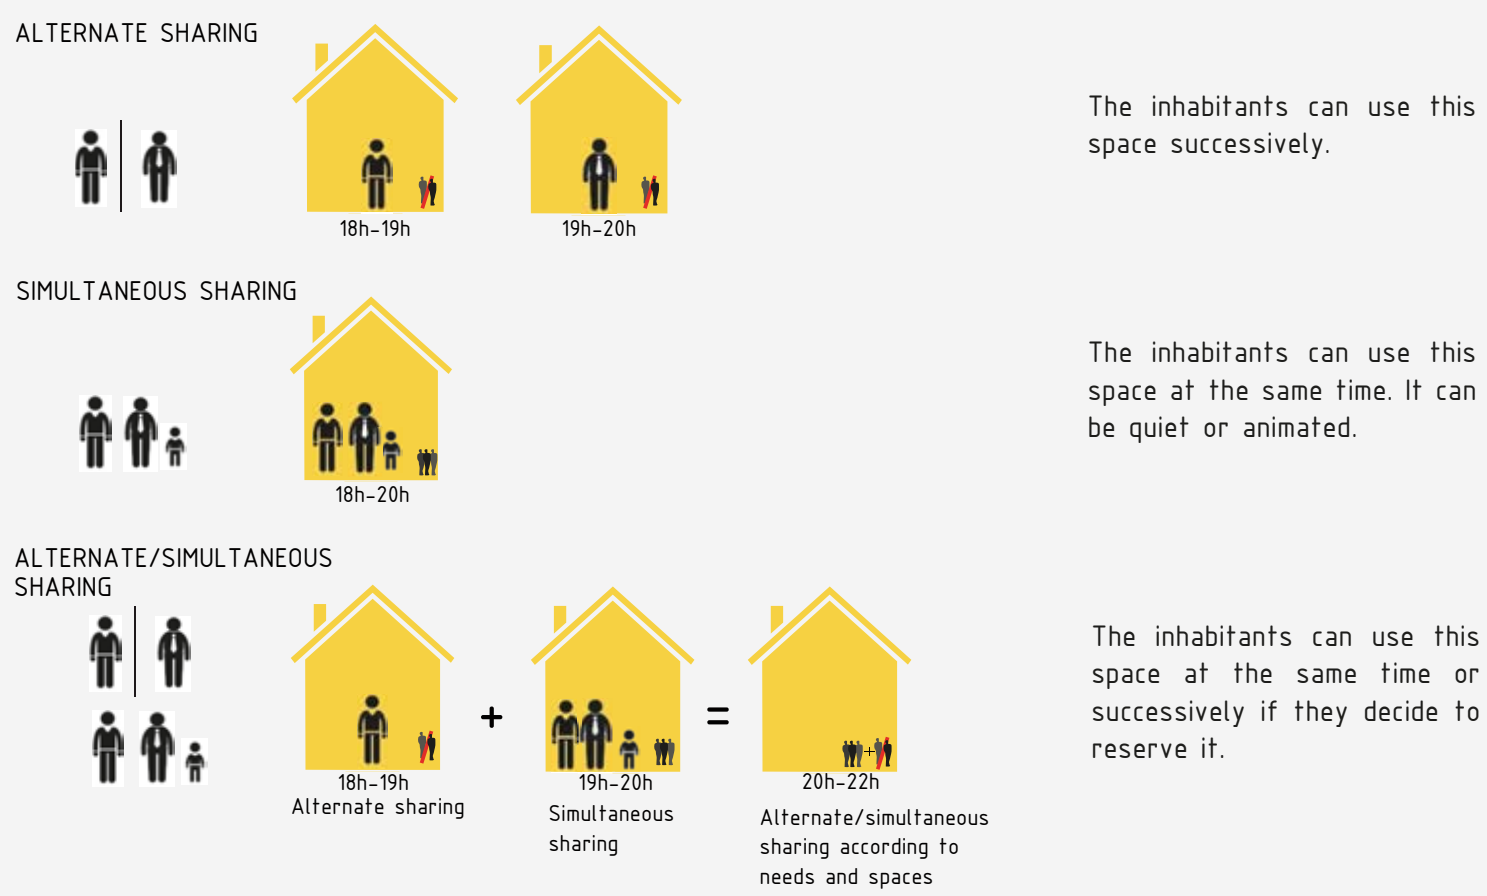 ALTERNATE SHARING
The inhabitants can use this
space successively.
18h-19h
19h-20h
SIMULTANEOUS SHARING
The inhabitants can use this
space at the same time. It can
be quiet or animated.
18h-20h
ALTERNATE/SIMULTANEOUS
SHARING
The inhabitants can use this
space at the same time or
successively if they decide to
reserve it.
+
=
+
18h-19h
Alternate sharing
19h-20h
Simultaneous
sharing
20h-22h
Alternate/simultaneous
sharing according to
needs and spaces